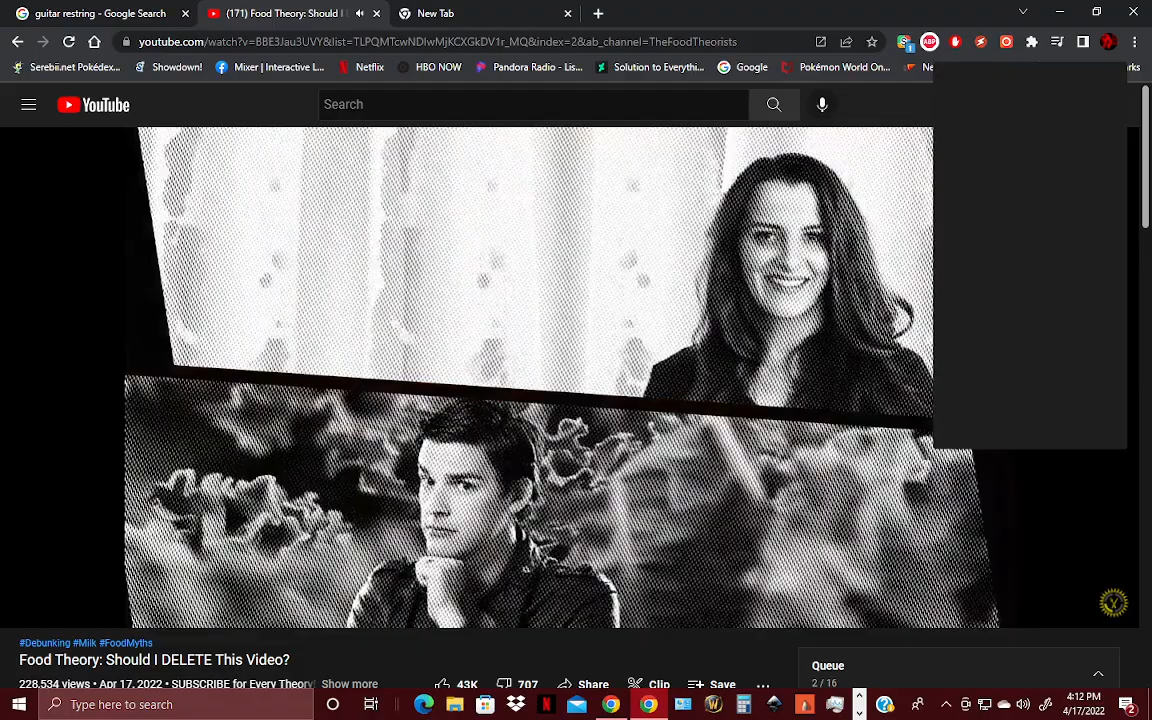 guitar restring - Google Search
(171) Food Theory: Should I
New Tab
youtube.com/watch?v=BBE3Jau3UVY&list=TLPQMTcwNDIwMjKCXGkDV1r_MQ&index=2&ab_channel=TheFoodTheorists
Serebii.net Pokédex...
Showdown!
Mixer | Interactive L...
Netflix
HBO NOW
Pandora Radio - Lis...
Solution to Everythi...
Google
Pokémon World On...
Ne
rks
ABP
YouTube
Search
#Debunking #Milk #FoodMyths
Food Theory: Should I DELETE This Video?
228,534 views • Apr 17, 2022 • SUBSCRIBE for Every Theory
Show more
43K
707
Share
Clip
Save
Queue
2 / 16
Type here to search
4:12 PM
4/17/2022
2